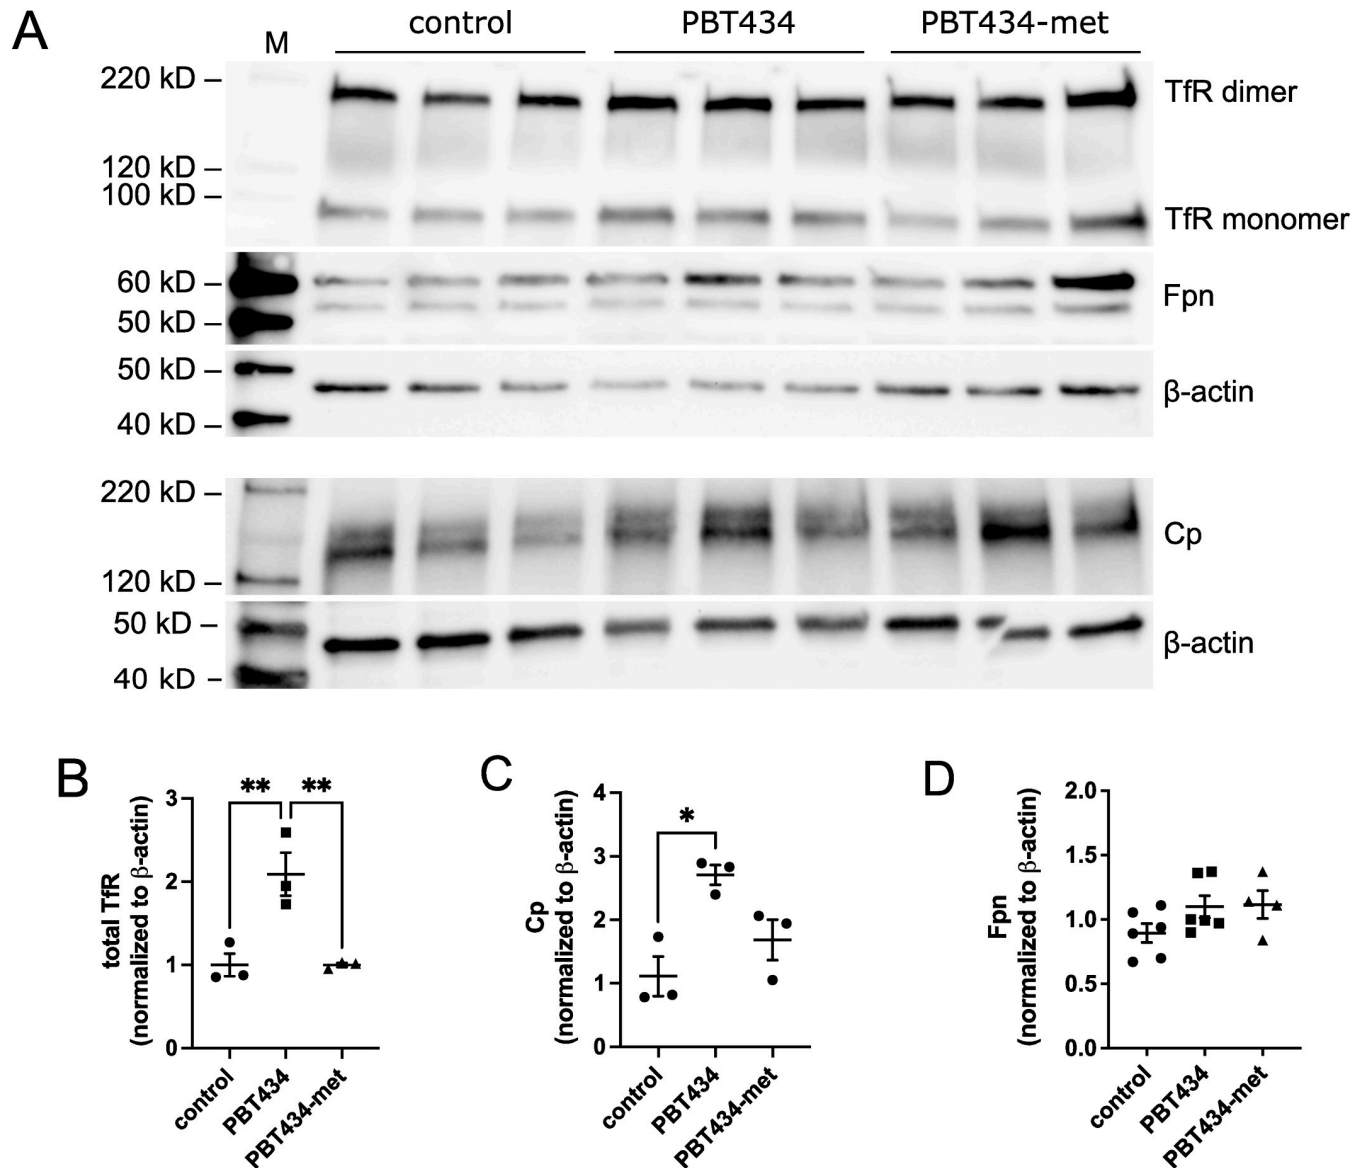 A
M
control
PBT434
PBT434-met
220 kD –
TfR dimer
120 kD –
100 kD –
TfR monomer
60 kD –
Fpn
50 kD –
50 kD –
β-actin
40 kD –
220 kD –
Cp
120 kD –
50 kD –
β-actin
40 kD –
B
total TfR
(normalized to β-actin)
3
2
1
0
**
**
control
PBT434
PBT434-met
C
Cp
(normalized to β-actin)
4
3
2
1
0
*
control
PBT434
PBT434-met
D
Fpn
(normalized to β-actin)
2.0
1.5
1.0
0.5
0.0
control
PBT434
PBT434-met